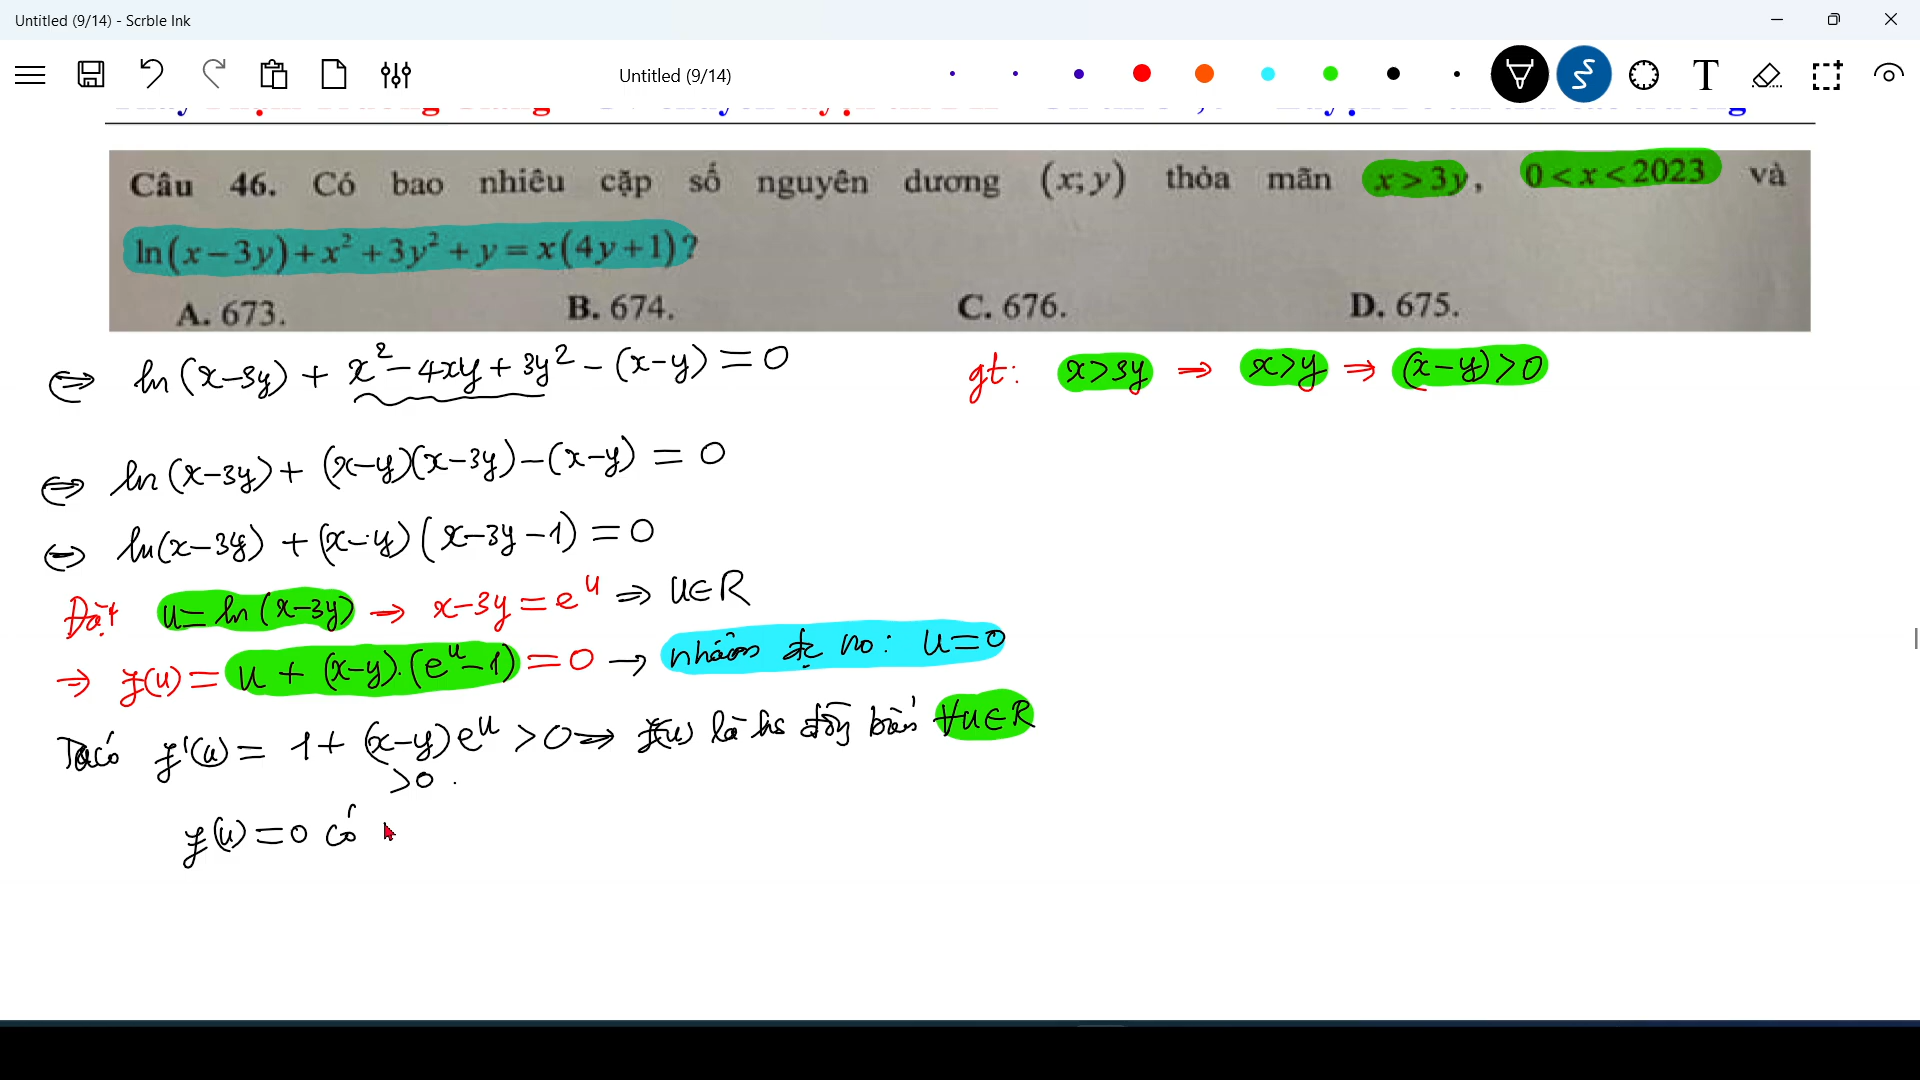 Untitled (9/14) - Scrble Ink
Untitled (9/14)
T
Câu 46. Có bao nhiêu cặp số nguyên dương (x; y) thỏa mãn x > 3y, 0 < x < 2023 và
ln(x − 3y) + x² + 3y² + y = x(4y + 1)?
A. 673. B. 674. C. 676. D. 675.
⇔ ln(x−3y) + x² − 4xy + 3y² − (x−y) = 0
gt: x>3y ⇒ x>y ⇒ (x−y)>0
⇔ ln(x−3y) + (x−y)(x−3y) − (x−y) = 0
⇔ ln(x−3y) + (x−y)(x−3y−1) = 0
Đặt u = ln(x−3y) → x−3y = eᵘ ⇒ u∈R
⇒ f(u) = u + (x−y).(eᵘ−1) = 0 → nhẩm đc no: u=0
Ta có f'(u) = 1 + (x−y)eᵘ > 0 ⇒ f(u) là hs đồng biến ∀u∈R
>0.
f(u) = 0 có